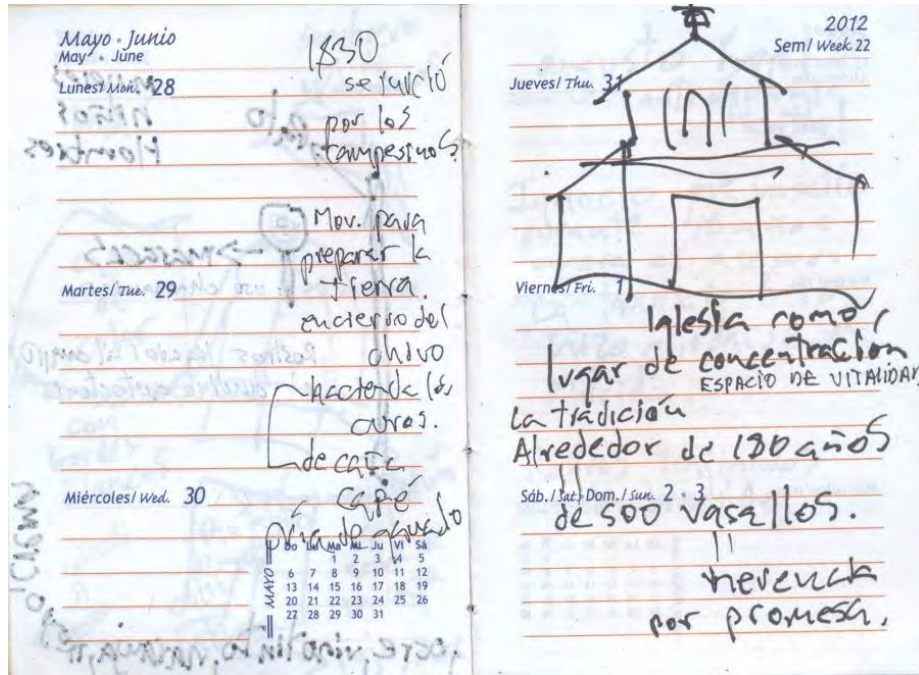 Mayo - Junio
May - June
Lunes/ Mon. 28
1830
se inició
por los
campesinos.
Mov. para
preparar la
tierra.
Martes/ Tue. 29
encierro del
chivo
Hacienda los
curos.
de caña
Miércoles/ Wed. 30
café
MAYO
Do Lu Ma Mi Ju Vi Sá
1 2 3 4 5
6 7 8 9 10 11 12
13 14 15 16 17 18 19
20 21 22 23 24 25 26
27 28 29 30 31
2012
Sem/ Week 22
Jueves/ Thu. 31
Viernes/ Fri. 1
Iglesia como
lugar de concentración
ESPACIO DE VITALIDAD
La tradición
Alrededor de 180 años
Sáb./Sat. Dom./Sun. 2 - 3
de 500 vasallos.
herencia
por promesa.